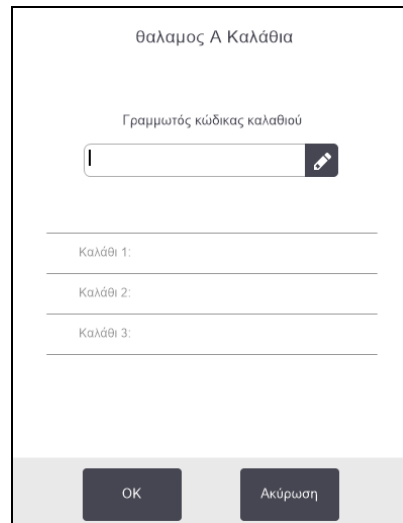 θαλαμος Α Καλάθια
Γραμμωτός κώδικας καλαθιού
Καλάθι 1:
Καλάθι 2:
Καλάθι 3:
OK
Ακύρωση